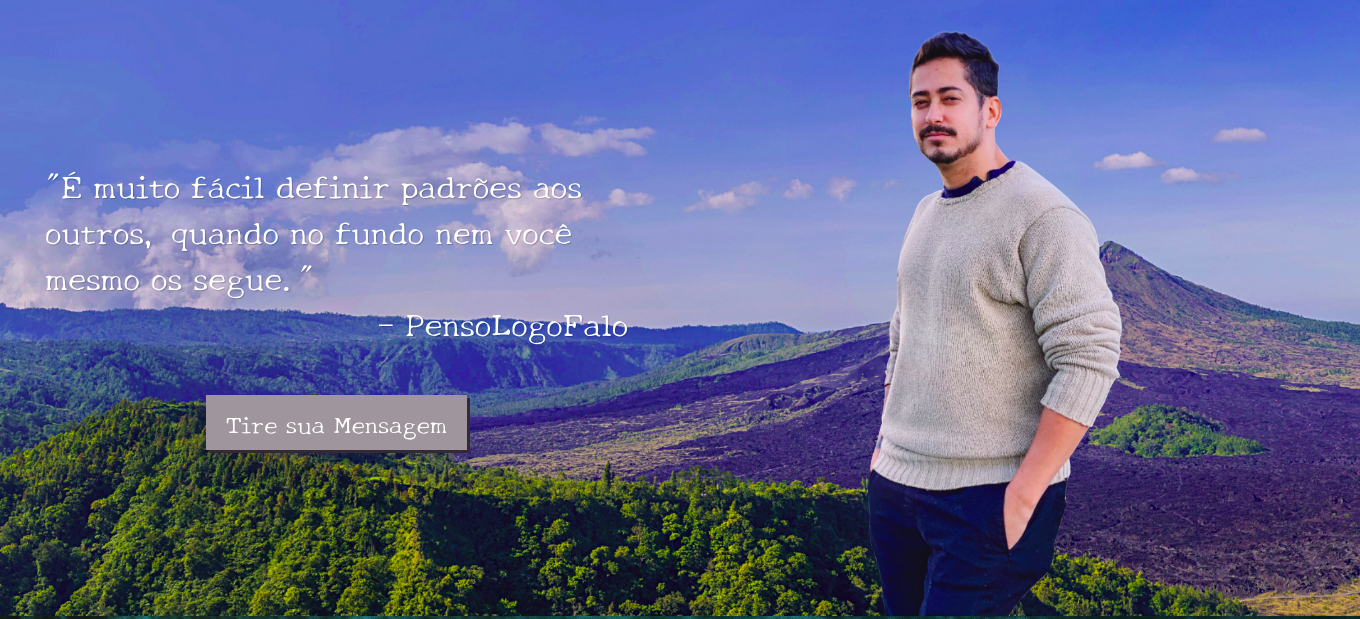 "É muito fácil definir padrões aos
outros, quando no fundo nem você
mesmo os segue."
- PensoLogoFalo
Tire sua Mensagem